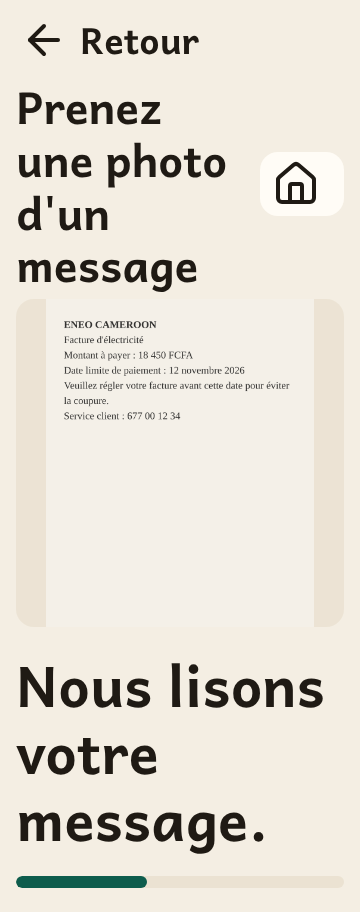 Retour
Prenez
une photo
d'un
message
ENEO CAMEROON
Facture d'électricité
Montant à payer : 18 450 FCFA
Date limite de paiement : 12 novembre 2026
Veuillez régler votre facture avant cette date pour éviter
la coupure.
Service client : 677 00 12 34
Nous lisons
votre
message.